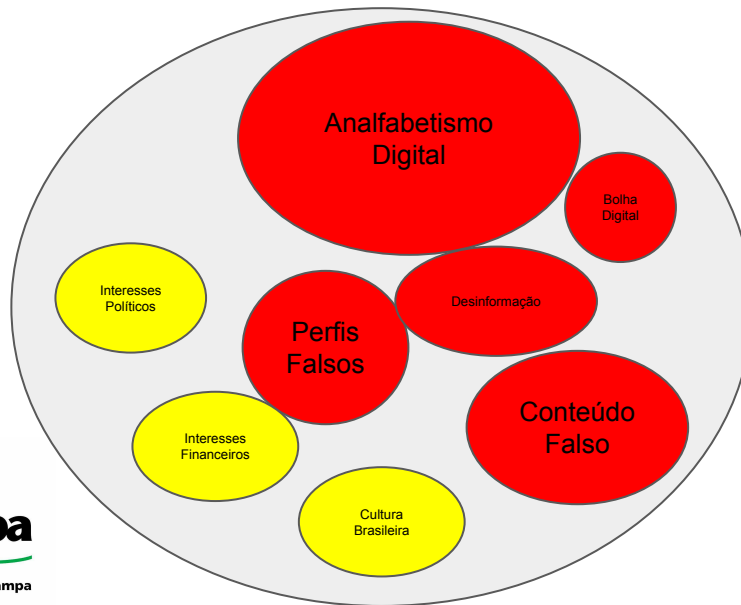 Analfabetismo
Digital
Bolha
Digital
Interesses
Políticos
Desinformação
Perfis
Falsos
Conteúdo
Falso
Interesses
Financeiros
Cultura
Brasileira